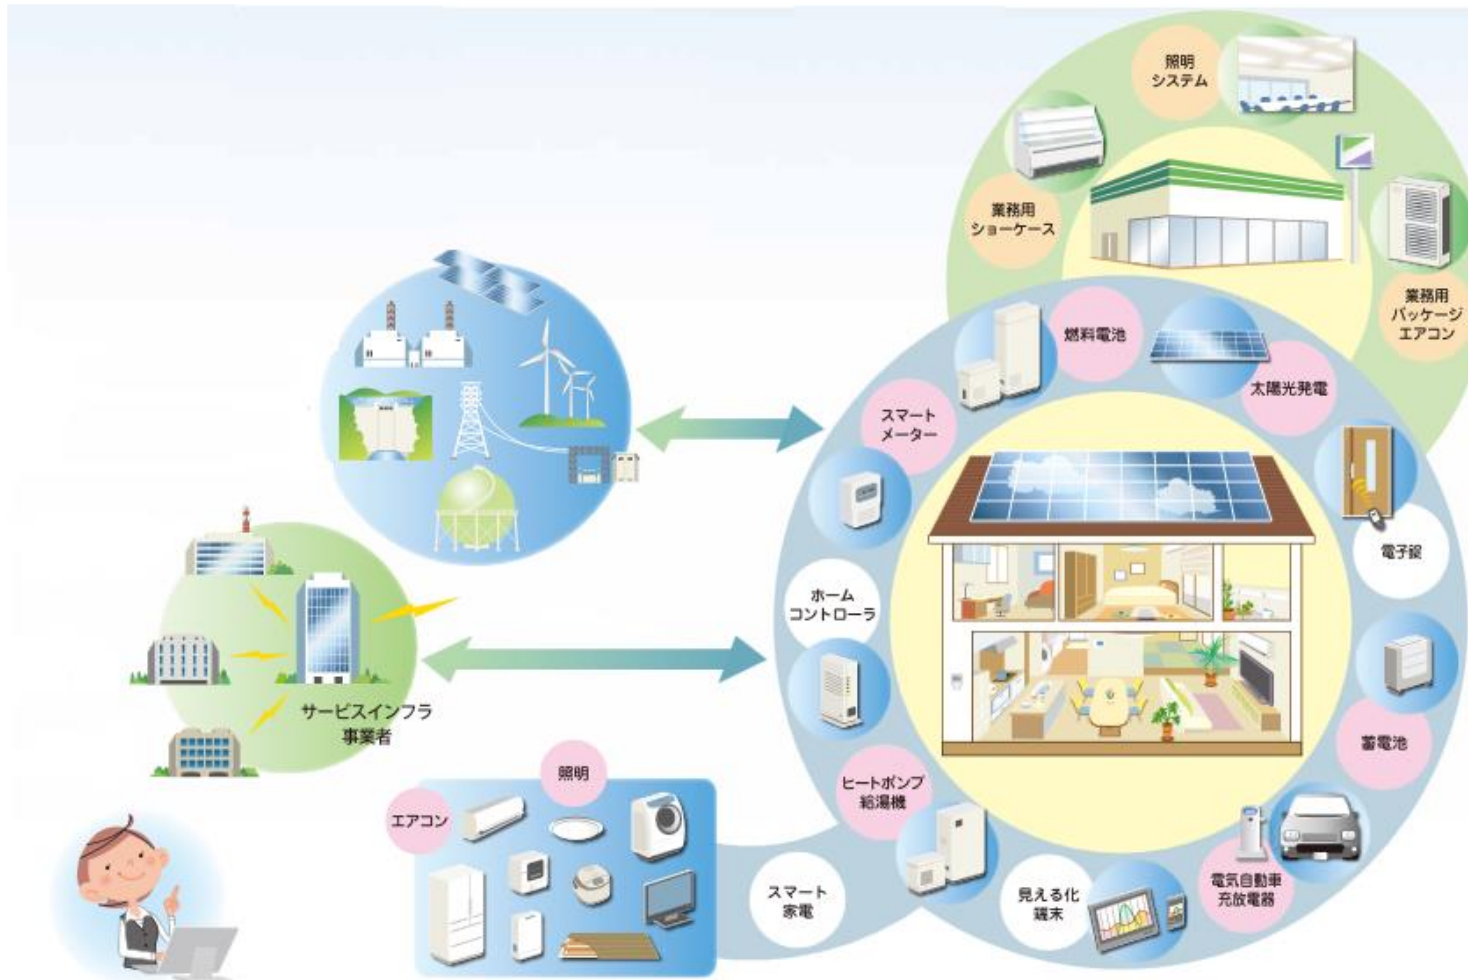 照明
システム
業務用
ショーケース
業務用
パッケージ
エアコン
燃料電池
太陽光発電
スマート
メーター
電子錠
ホーム
コントローラ
サービスインフラ
事業者
蓄電池
照明
ヒートポンプ
給湯機
エアコン
スマート
家電
見える化
端末
電気自動車
充放電器